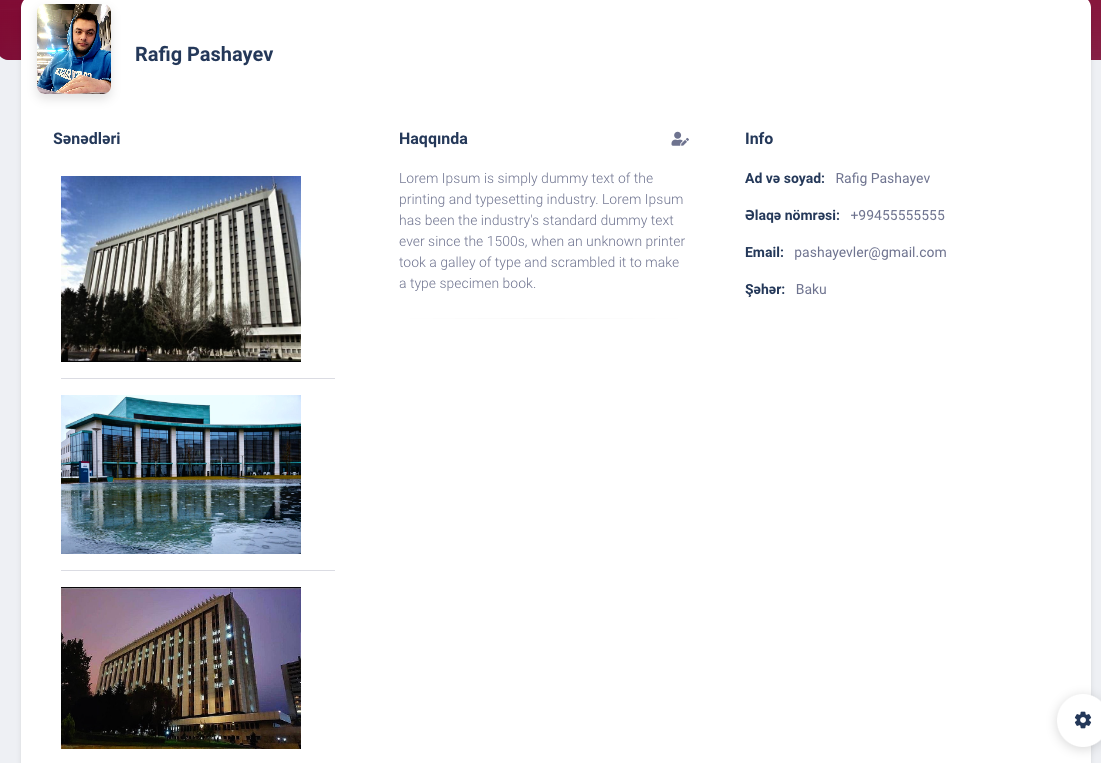 Rafig Pashayev
Sənədləri
Haqqında
Lorem Ipsum is simply dummy text of the
printing and typesetting industry. Lorem Ipsum
has been the industry's standard dummy text
ever since the 1500s, when an unknown printer
took a galley of type and scrambled it to make
a type specimen book.
Info
Ad və soyad: Rafig Pashayev
Əlaqə nömrəsi: +99455555555
Email: pashayevler@gmail.com
Şəhər: Baku